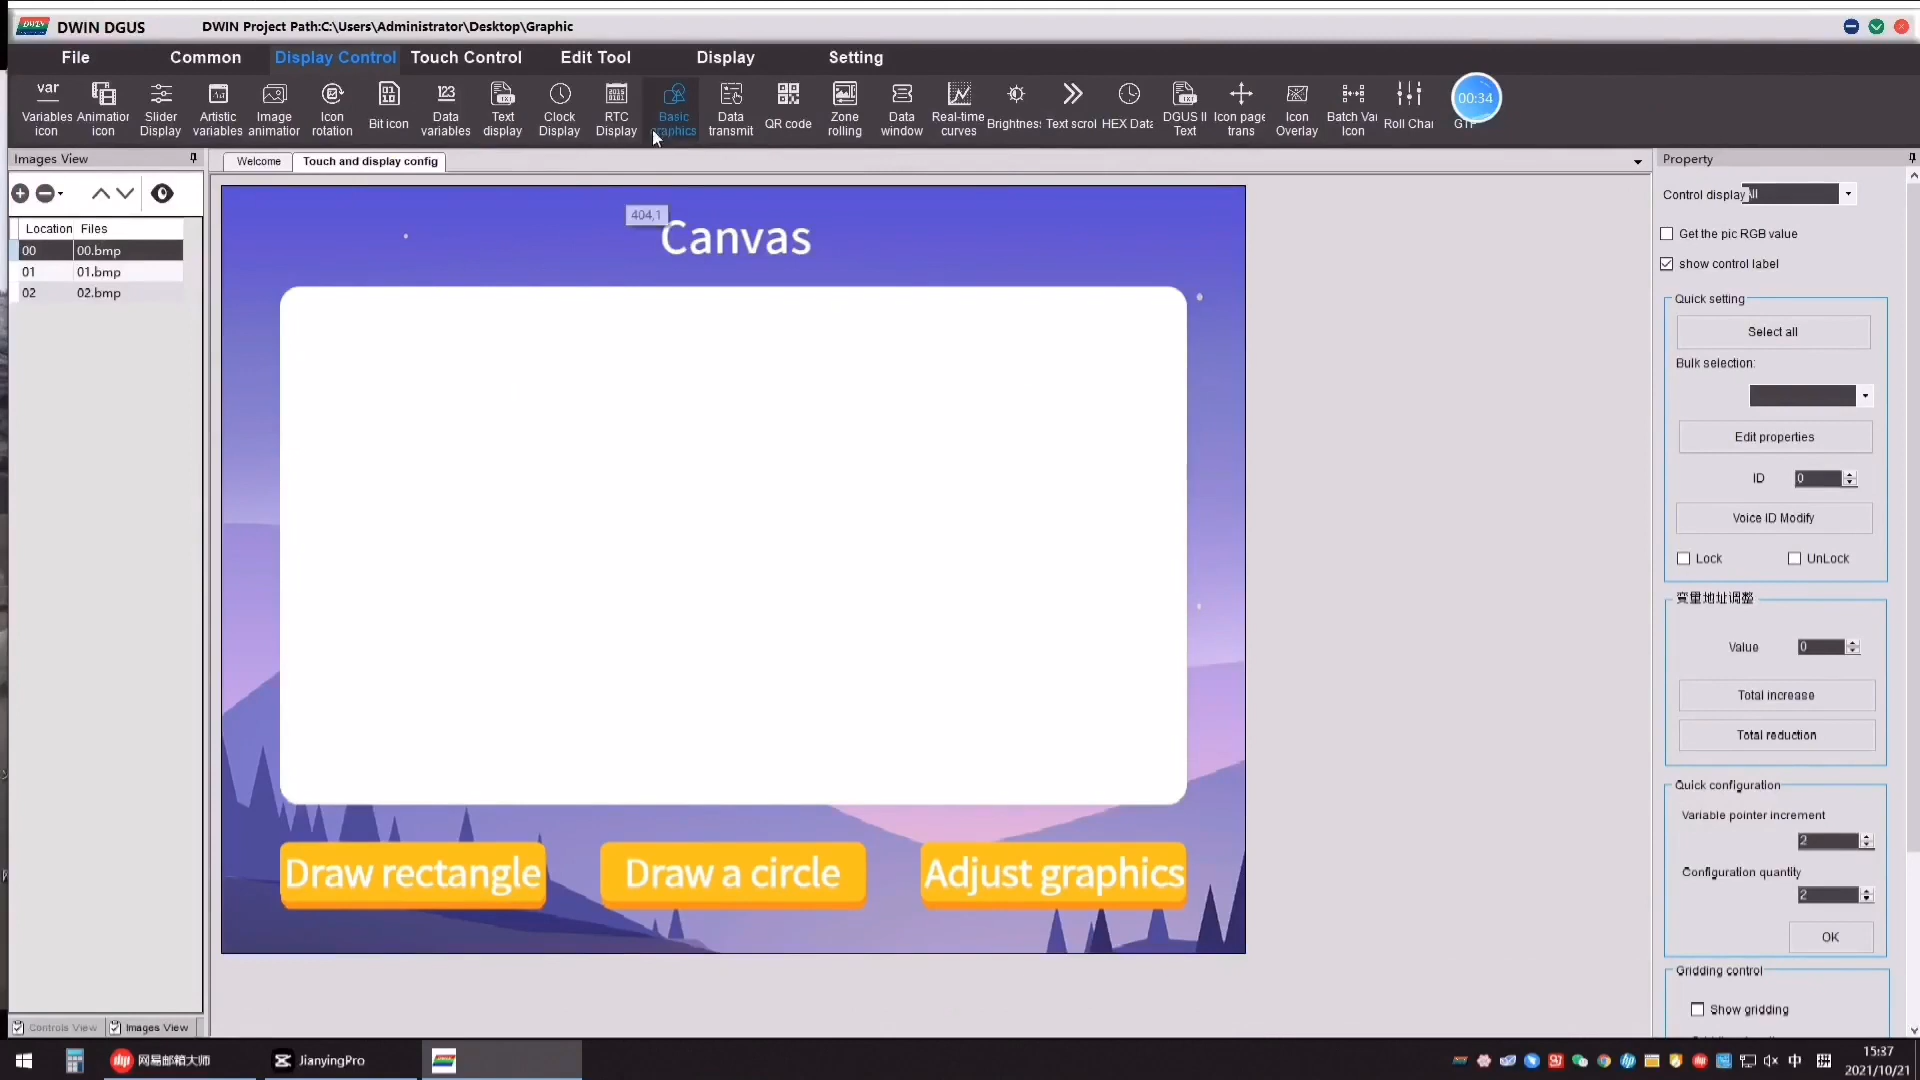 DWIN DGUS DWIN Project Path:C:\Users\Administrator\Desktop\Graphic
File Common Display Control Touch Control Edit Tool Display Setting
Variables icon
Animatior icon
Slider Display
Artistic variables
Image animatior
Icon rotation
Bit icon
Data variables
Text display
Clock Display
RTC Display
Basic graphics
Data transmit
QR code
Zone rolling
Data window
Real-time curves
Brightnes:
Text scrol
HEX Data
DGUS II Text
Icon page trans
Icon Overlay
Batch Va Icon
Roll Char
00:34
Images View
Welcome Touch and display config
Property
Location Files
00 00.bmp
01 01.bmp
02 02.bmp
404,1
Canvas
Draw rectangle Draw a circle Adjust graphics
Control display
Get the pic RGB value
show control label
Quick setting
Select all
Bulk selection:
Edit properties
ID 0
Voice ID Modify
Lock UnLock
变量地址调整
Value 0
Total increase
Total reduction
Quick configuration
Variable pointer increment
2
Configuration quantity
2
OK
Gridding control
Show gridding
Controls View Images View
网易邮箱大师 JianyingPro
中
15:37
2021/10/21